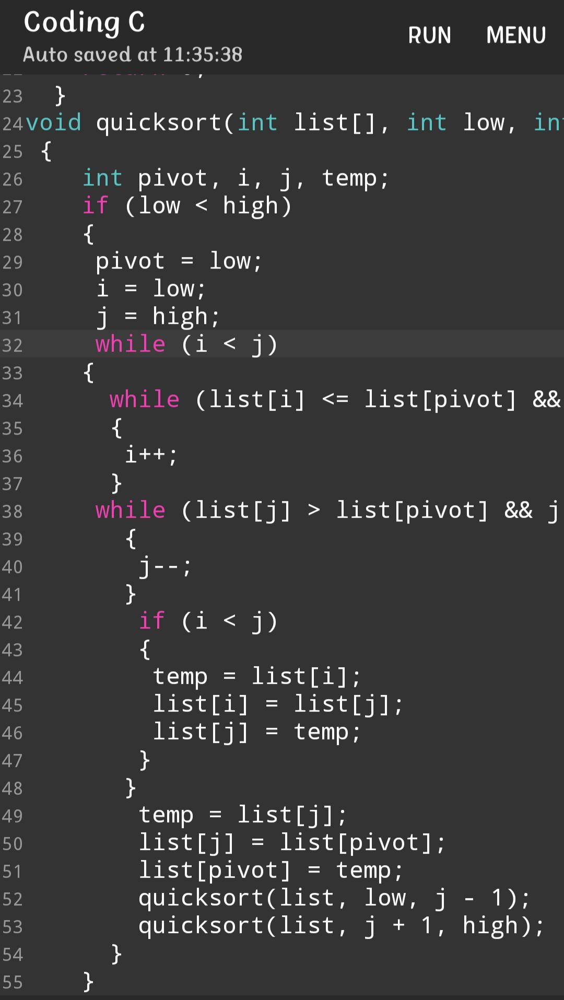 Coding C
Auto saved at 11:35:38
RUN MENU
23 }
24 void quicksort(int list[], int low, in
25 {
26 int pivot, i, j, temp;
27 if (low < high)
28 {
29 pivot = low;
30 i = low;
31 j = high;
32 while (i < j)
33 {
34 while (list[i] <= list[pivot] &&
35 {
36 i++;
37 }
38 while (list[j] > list[pivot] && j
39 {
40 j--;
41 }
42 if (i < j)
43 {
44 temp = list[i];
45 list[i] = list[j];
46 list[j] = temp;
47 }
48 }
49 temp = list[j];
50 list[j] = list[pivot];
51 list[pivot] = temp;
52 quicksort(list, low, j - 1);
53 quicksort(list, j + 1, high);
54 }
55 }